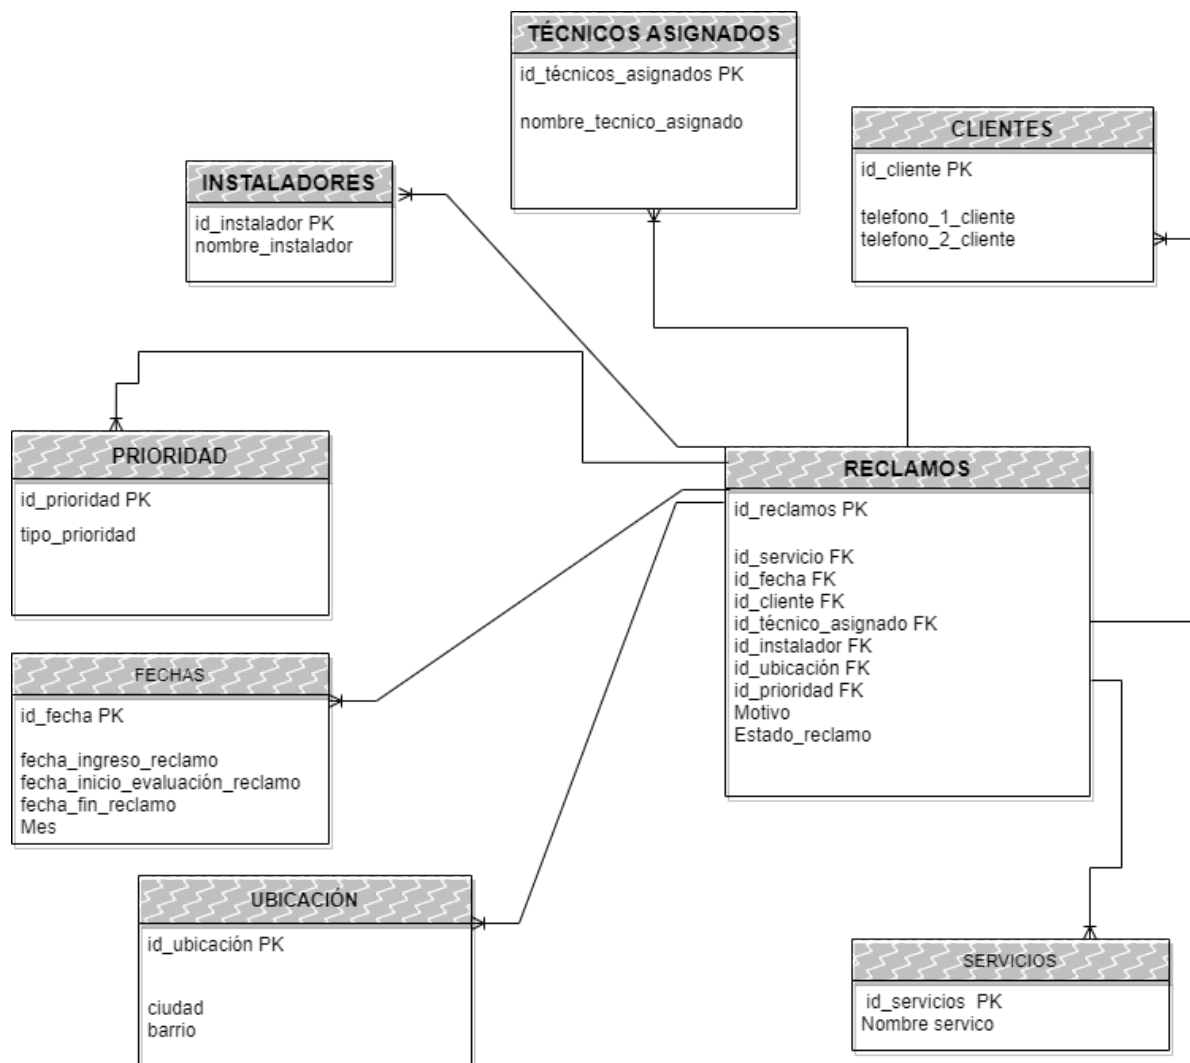 TÉCNICOS ASIGNADOS
id_técnicos_asignados PK
nombre_tecnico_asignado
CLIENTES
id_cliente PK
telefono_1_cliente
telefono_2_cliente
INSTALADORES
id_instalador PK
nombre_instalador
PRIORIDAD
id_prioridad PK
tipo_prioridad
RECLAMOS
id_reclamos PK
id_servicio FK
id_fecha FK
id_cliente FK
id_técnico_asignado FK
id_instalador FK
id_ubicación FK
id_prioridad FK
Motivo
Estado_reclamo
FECHAS
id_fecha PK
fecha_ingreso_reclamo
fecha_inicio_evaluación_reclamo
fecha_fin_reclamo
Mes
UBICACIÓN
id_ubicación PK
ciudad
barrio
SERVICIOS
id_servicios PK
Nombre servico